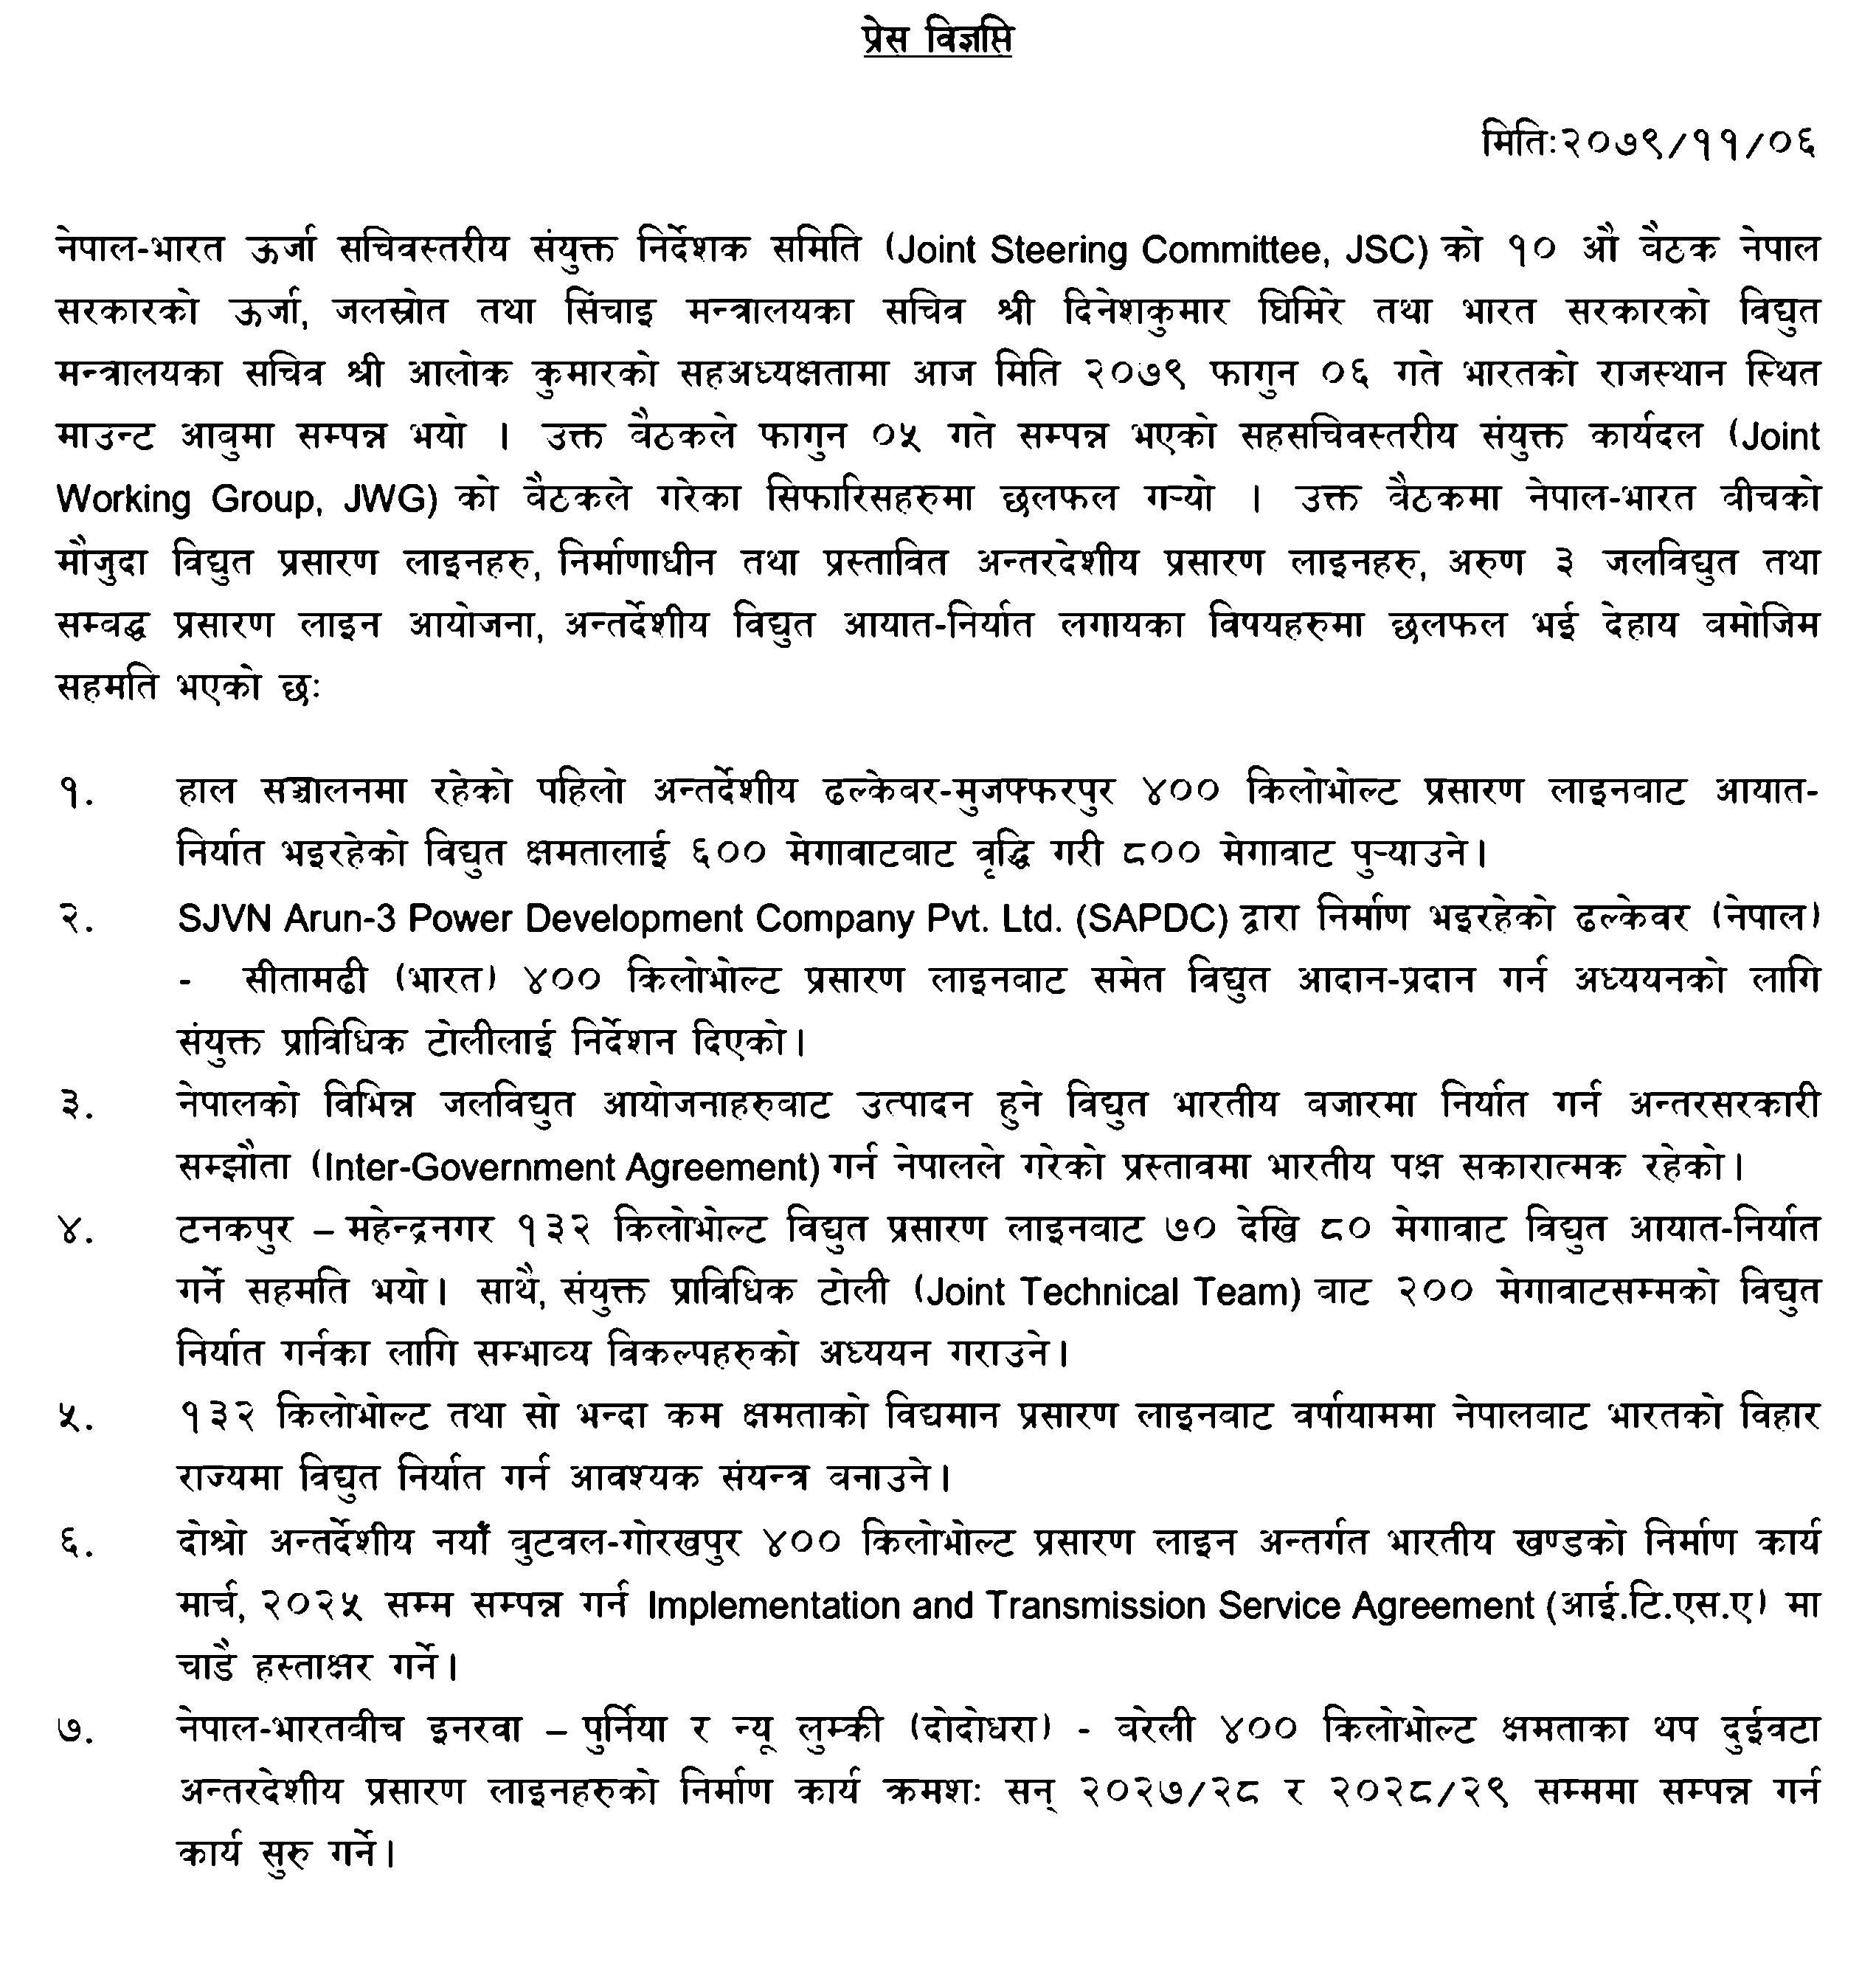 प्रेस विज्ञप्ति
मितिः२०७९/११/०६
नेपाल-भारत ऊर्जा सचिवस्तरीय संयुक्त निर्देशक समिति (Joint Steering Committee, JSC) को १० औ बैठक नेपाल
सरकारको ऊर्जा, जलस्रोत तथा सिंचाइ मन्त्रालयका सचिव श्री दिनेशकुमार घिमिरे तथा भारत सरकारको विद्युत
मन्त्रालयका सचिव श्री आलोक कुमारको सहअध्यक्षतामा आज मिति २०७९ फागुन ०६ गते भारतको राजस्थान स्थित
माउन्ट आबुमा सम्पन्न भयो । उक्त बैठकले फागुन ०५ गते सम्पन्न भएको सहसचिवस्तरीय संयुक्त कार्यदल (Joint
Working Group, JWG) को बैठकले गरेका सिफारिसहरुमा छलफल गर्‍यो । उक्त बैठकमा नेपाल-भारत बीचको
मौजुदा विद्युत प्रसारण लाइनहरु, निर्माणाधीन तथा प्रस्तावित अन्तरदेशीय प्रसारण लाइनहरु, अरुण ३ जलविद्युत तथा
सम्बद्ध प्रसारण लाइन आयोजना, अन्तर्देशीय विद्युत आयात-निर्यात लगायका विषयहरुमा छलफल भई देहाय बमोजिम
सहमति भएको छः
१. हाल सञ्चालनमा रहेको पहिलो अन्तर्देशीय ढल्केबर-मुजफ्फरपुर ४०० किलोभोल्ट प्रसारण लाइनबाट आयात-
निर्यात भइरहेको विद्युत क्षमतालाई ६०० मेगावाटबाट वृद्धि गरी ८०० मेगावाट पुर्‍याउने।
२. SJVN Arun-3 Power Development Company Pvt. Ltd. (SAPDC) द्वारा निर्माण भइरहेको ढल्केबर (नेपाल)
- सीतामढी (भारत) ४०० किलोभोल्ट प्रसारण लाइनबाट समेत विद्युत आदान-प्रदान गर्न अध्ययनको लागि
संयुक्त प्राविधिक टोलीलाई निर्देशन दिएको।
३. नेपालको विभिन्न जलविद्युत आयोजनाहरुबाट उत्पादन हुने विद्युत भारतीय बजारमा निर्यात गर्न अन्तरसरकारी
सम्झौता (Inter-Government Agreement) गर्न नेपालले गरेको प्रस्तावमा भारतीय पक्ष सकारात्मक रहेको।
४. टनकपुर – महेन्द्रनगर १३२ किलोभोल्ट विद्युत प्रसारण लाइनबाट ७० देखि ८० मेगावाट विद्युत आयात-निर्यात
गर्ने सहमति भयो। साथै, संयुक्त प्राविधिक टोली (Joint Technical Team) बाट २०० मेगावाटसम्मको विद्युत
निर्यात गर्नका लागि सम्भाव्य विकल्पहरुको अध्ययन गराउने।
५. १३२ किलोभोल्ट तथा सो भन्दा कम क्षमताको विद्यमान प्रसारण लाइनबाट वर्षायाममा नेपालबाट भारतको विहार
राज्यमा विद्युत निर्यात गर्न आवश्यक संयन्त्र बनाउने।
६. दोश्रो अन्तर्देशीय नयाँ बुटवल-गोरखपुर ४०० किलोभोल्ट प्रसारण लाइन अन्तर्गत भारतीय खण्डको निर्माण कार्य
मार्च, २०२५ सम्म सम्पन्न गर्न Implementation and Transmission Service Agreement (आई.टि.एस.ए) मा
चाडै हस्ताक्षर गर्ने।
७. नेपाल-भारतबीच इनरवा – पुर्निया र न्यू लुम्की (दोदोधरा) - बरेली ४०० किलोभोल्ट क्षमताका थप दुईवटा
अन्तरदेशीय प्रसारण लाइनहरुको निर्माण कार्य क्रमशः सन् २०२७/२८ र २०२८/२९ सम्ममा सम्पन्न गर्न
कार्य सुरु गर्ने।